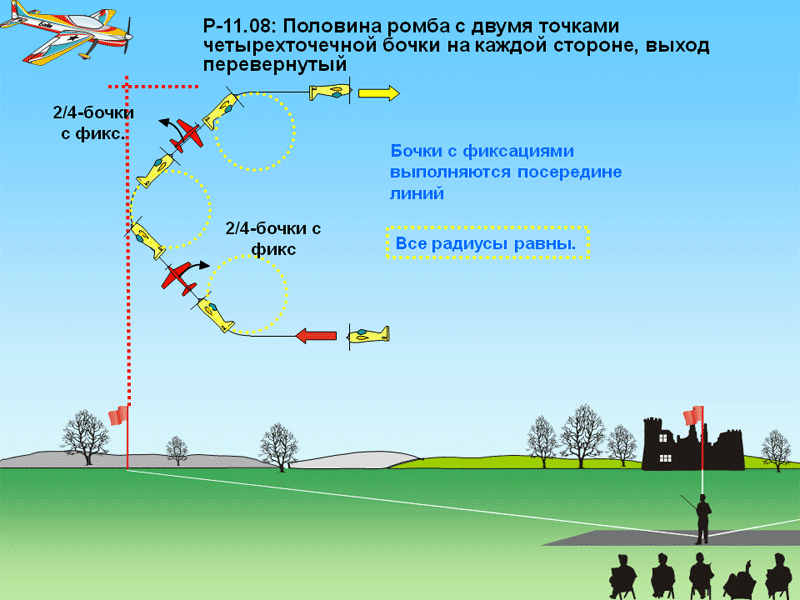 Р-11.08: Половина ромба с двумя точками
четырехточечной бочки на каждой стороне, выход
перевернутый
2/4-бочки
с фикс.
Бочки с фиксациями
выполняются посередине
линий
2/4-бочки с
фикс
Все радиусы равны.